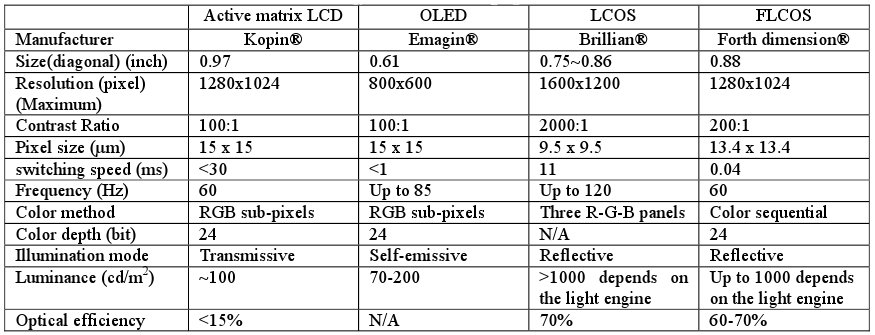 Active matrix LCD OLED LCOS FLCOS
Manufacturer Kopin® Emagin® Brillian® Forth dimension®
Size(diagonal) (inch) 0.97 0.61 0.75~0.86 0.88
Resolution (pixel) 1280x1024 800x600 1600x1200 1280x1024
(Maximum)
Contrast Ratio 100:1 100:1 2000:1 200:1
Pixel size (μm) 15 x 15 15 x 15 9.5 x 9.5 13.4 x 13.4
switching speed (ms) <30 <1 11 0.04
Frequency (Hz) 60 Up to 85 Up to 120 60
Color method RGB sub-pixels RGB sub-pixels Three R-G-B panels Color sequential
Color depth (bit) 24 24 N/A 24
Illumination mode Transmissive Self-emissive Reflective Reflective
Luminance (cd/m²) ~100 70-200 >1000 depends on Up to 1000 depends
the light engine on the light engine
Optical efficiency <15% N/A 70% 60-70%